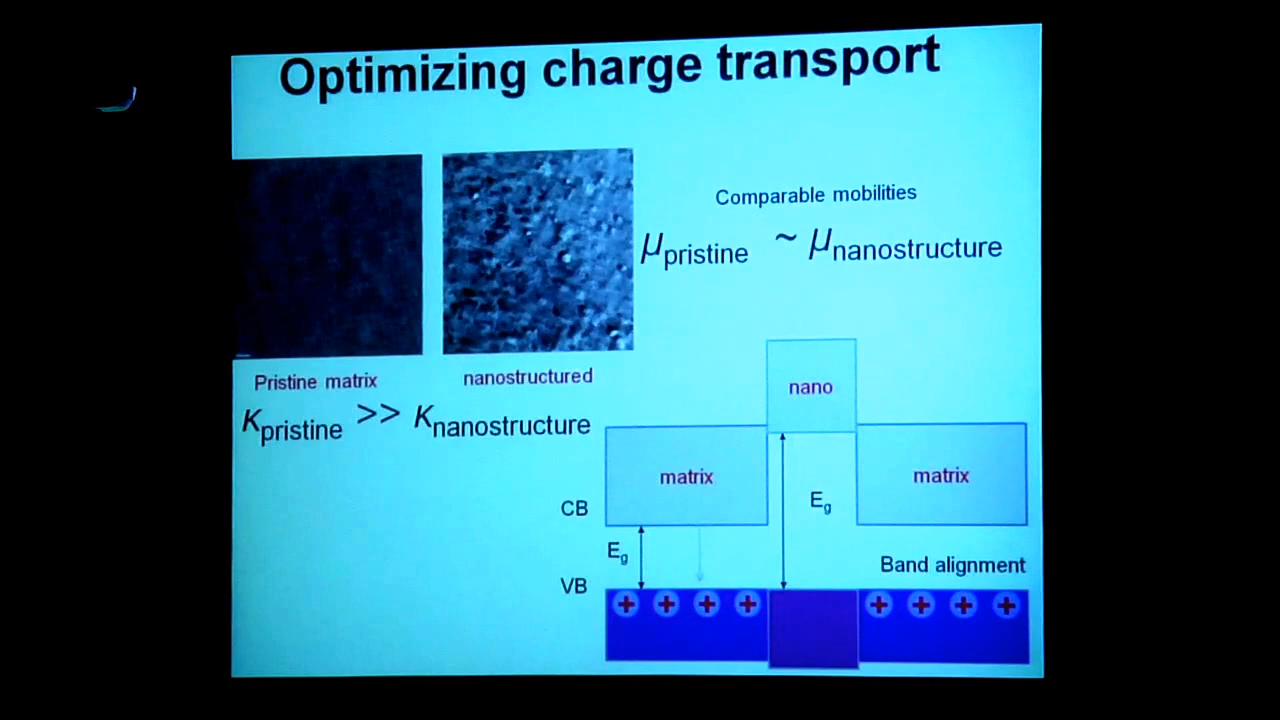 Optimizing charge transport
Comparable mobilities
μpristine ~ μnanostructure
Pristine matrix
nanostructured
κpristine >> κnanostructure
nano
matrix
matrix
CB
Eg
Eg
Band alignment
VB
+ + + + + + + +